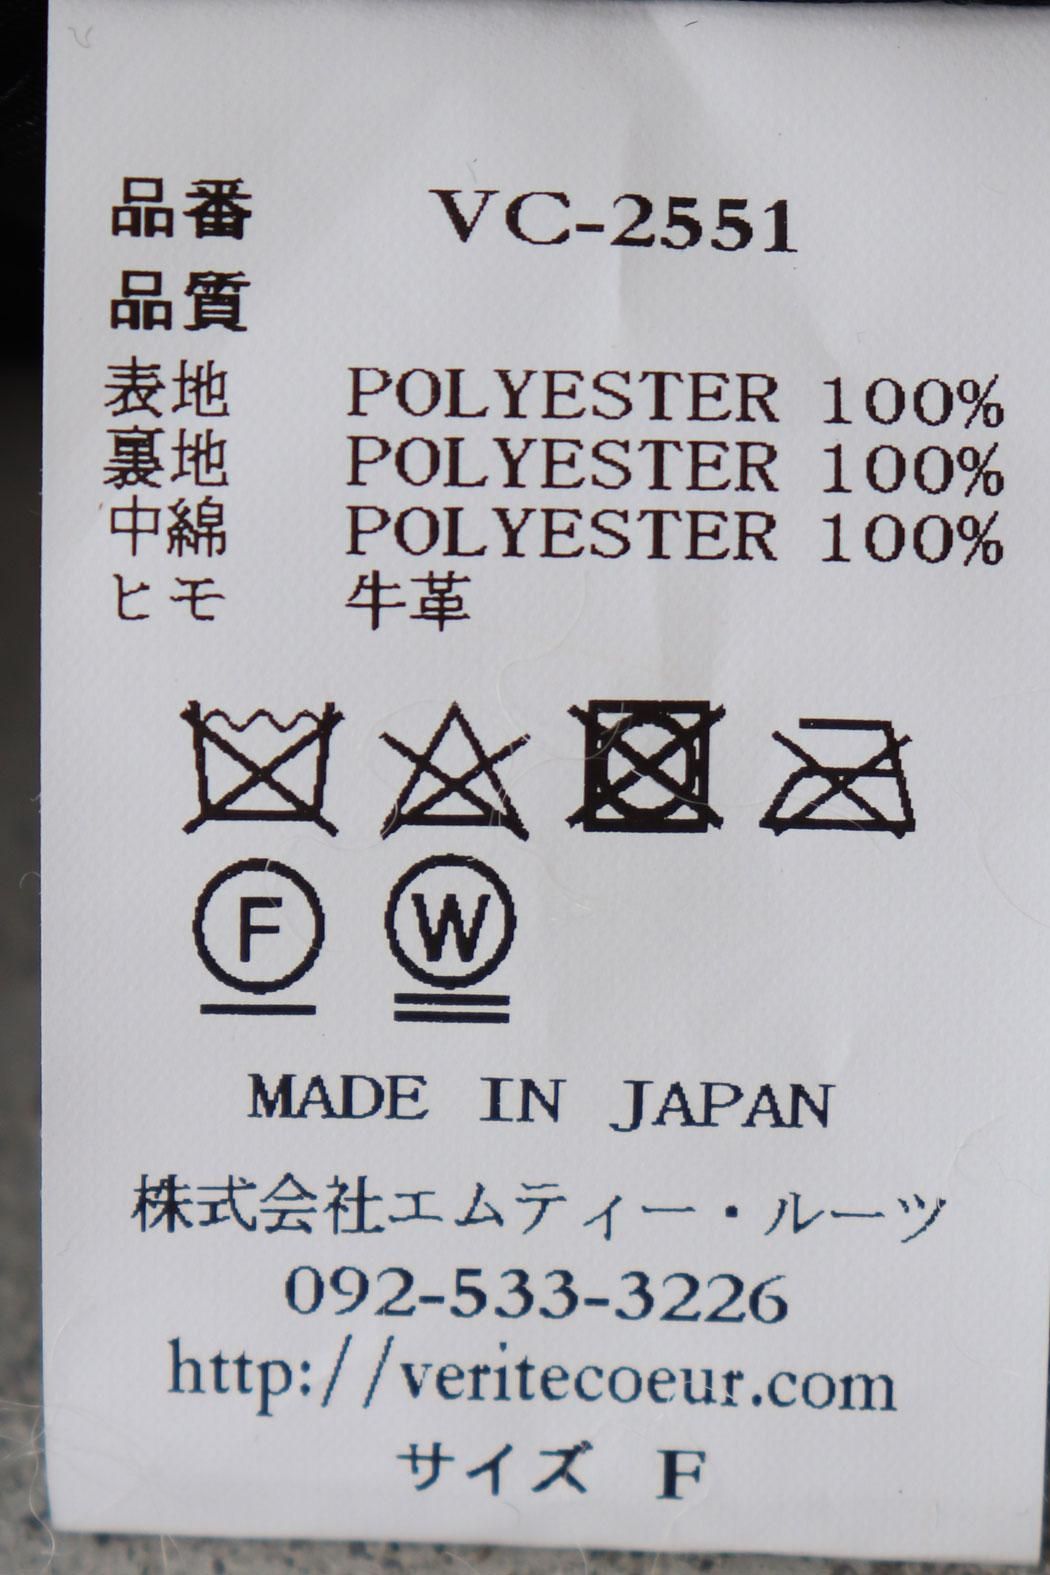 品番 VC-2551
品質
表地 POLYESTER 100%
裏地 POLYESTER 100%
中綿 POLYESTER 100%
ヒモ 牛革
F W
MADE IN JAPAN
株式会社エムティー・ルーツ
092-533-3226
http://veritecoeur.com
サイズ F